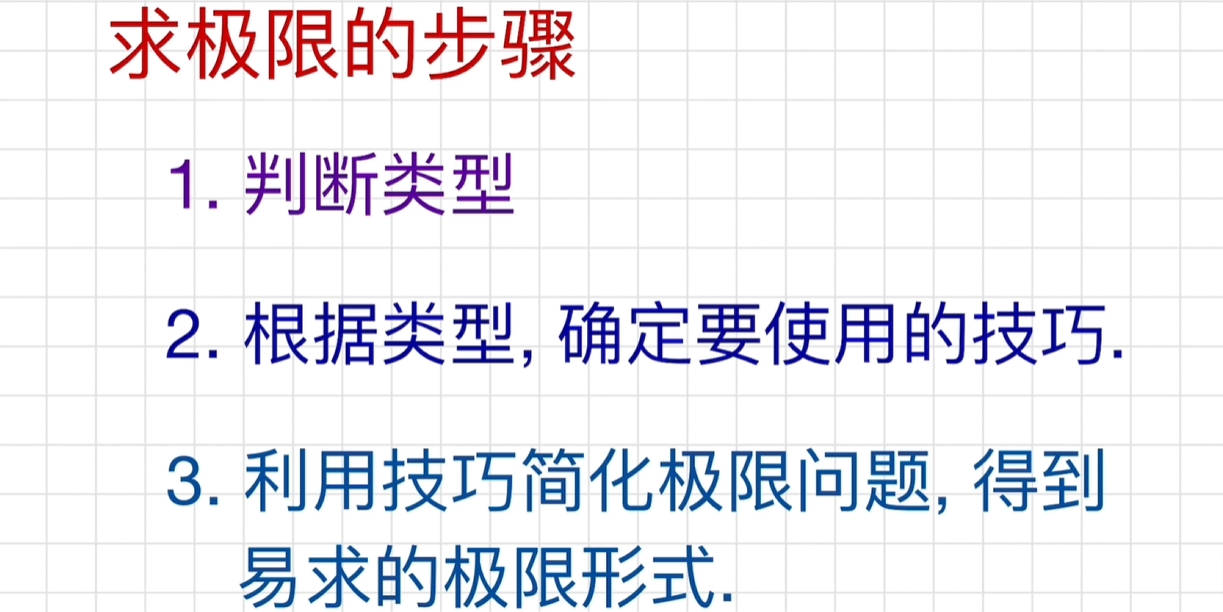 求极限的步骤
1. 判断类型
2. 根据类型, 确定要使用的技巧.
3. 利用技巧简化极限问题, 得到
易求的极限形式.